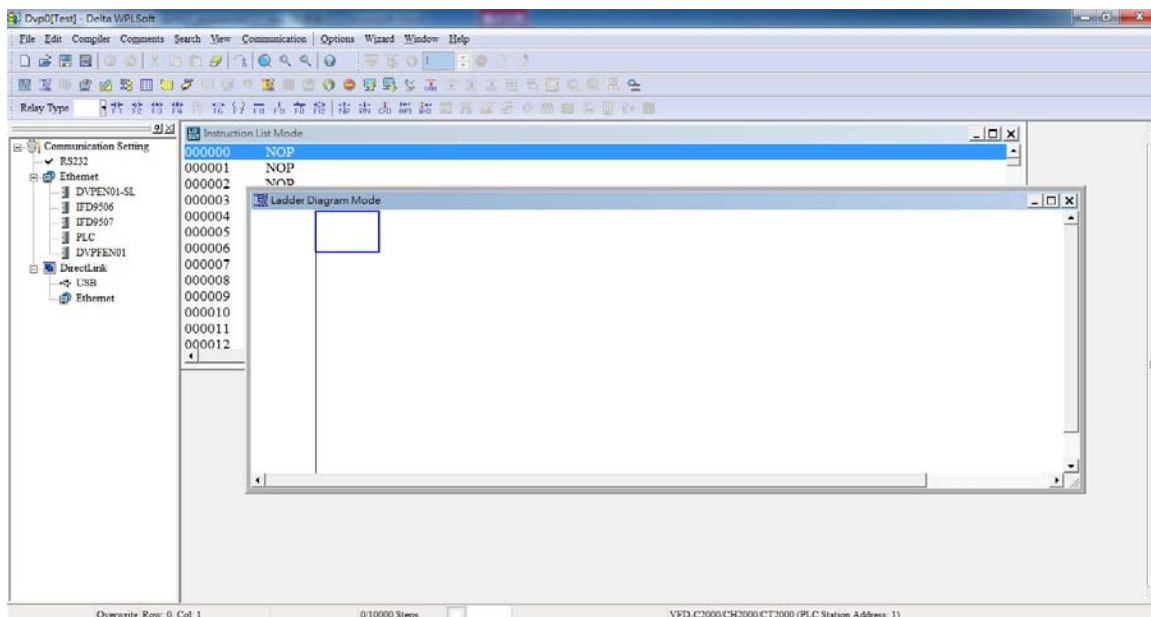 Dvp0[Test] - Delta WPLSoft
File Edit Compiler Comments Search View Communication Options Wizard Window Help
1
Relay Type
Communication Setting
RS232
Ethernet
DVPEN01-SL
IFD9506
IFD9507
PLC
DVPFEN01
DirectLink
USB
Ethernet
Instruction List Mode
000000 NOP
000001 NOP
000002 NOP
000003
000004
000005
000006
000007
000008
000009
000010
000011
000012
Ladder Diagram Mode
Overwrite Row: 0, Col: 1 0/10000 Steps VFD-C2000/CH2000/CT2000 (PLC Station Address: 1)